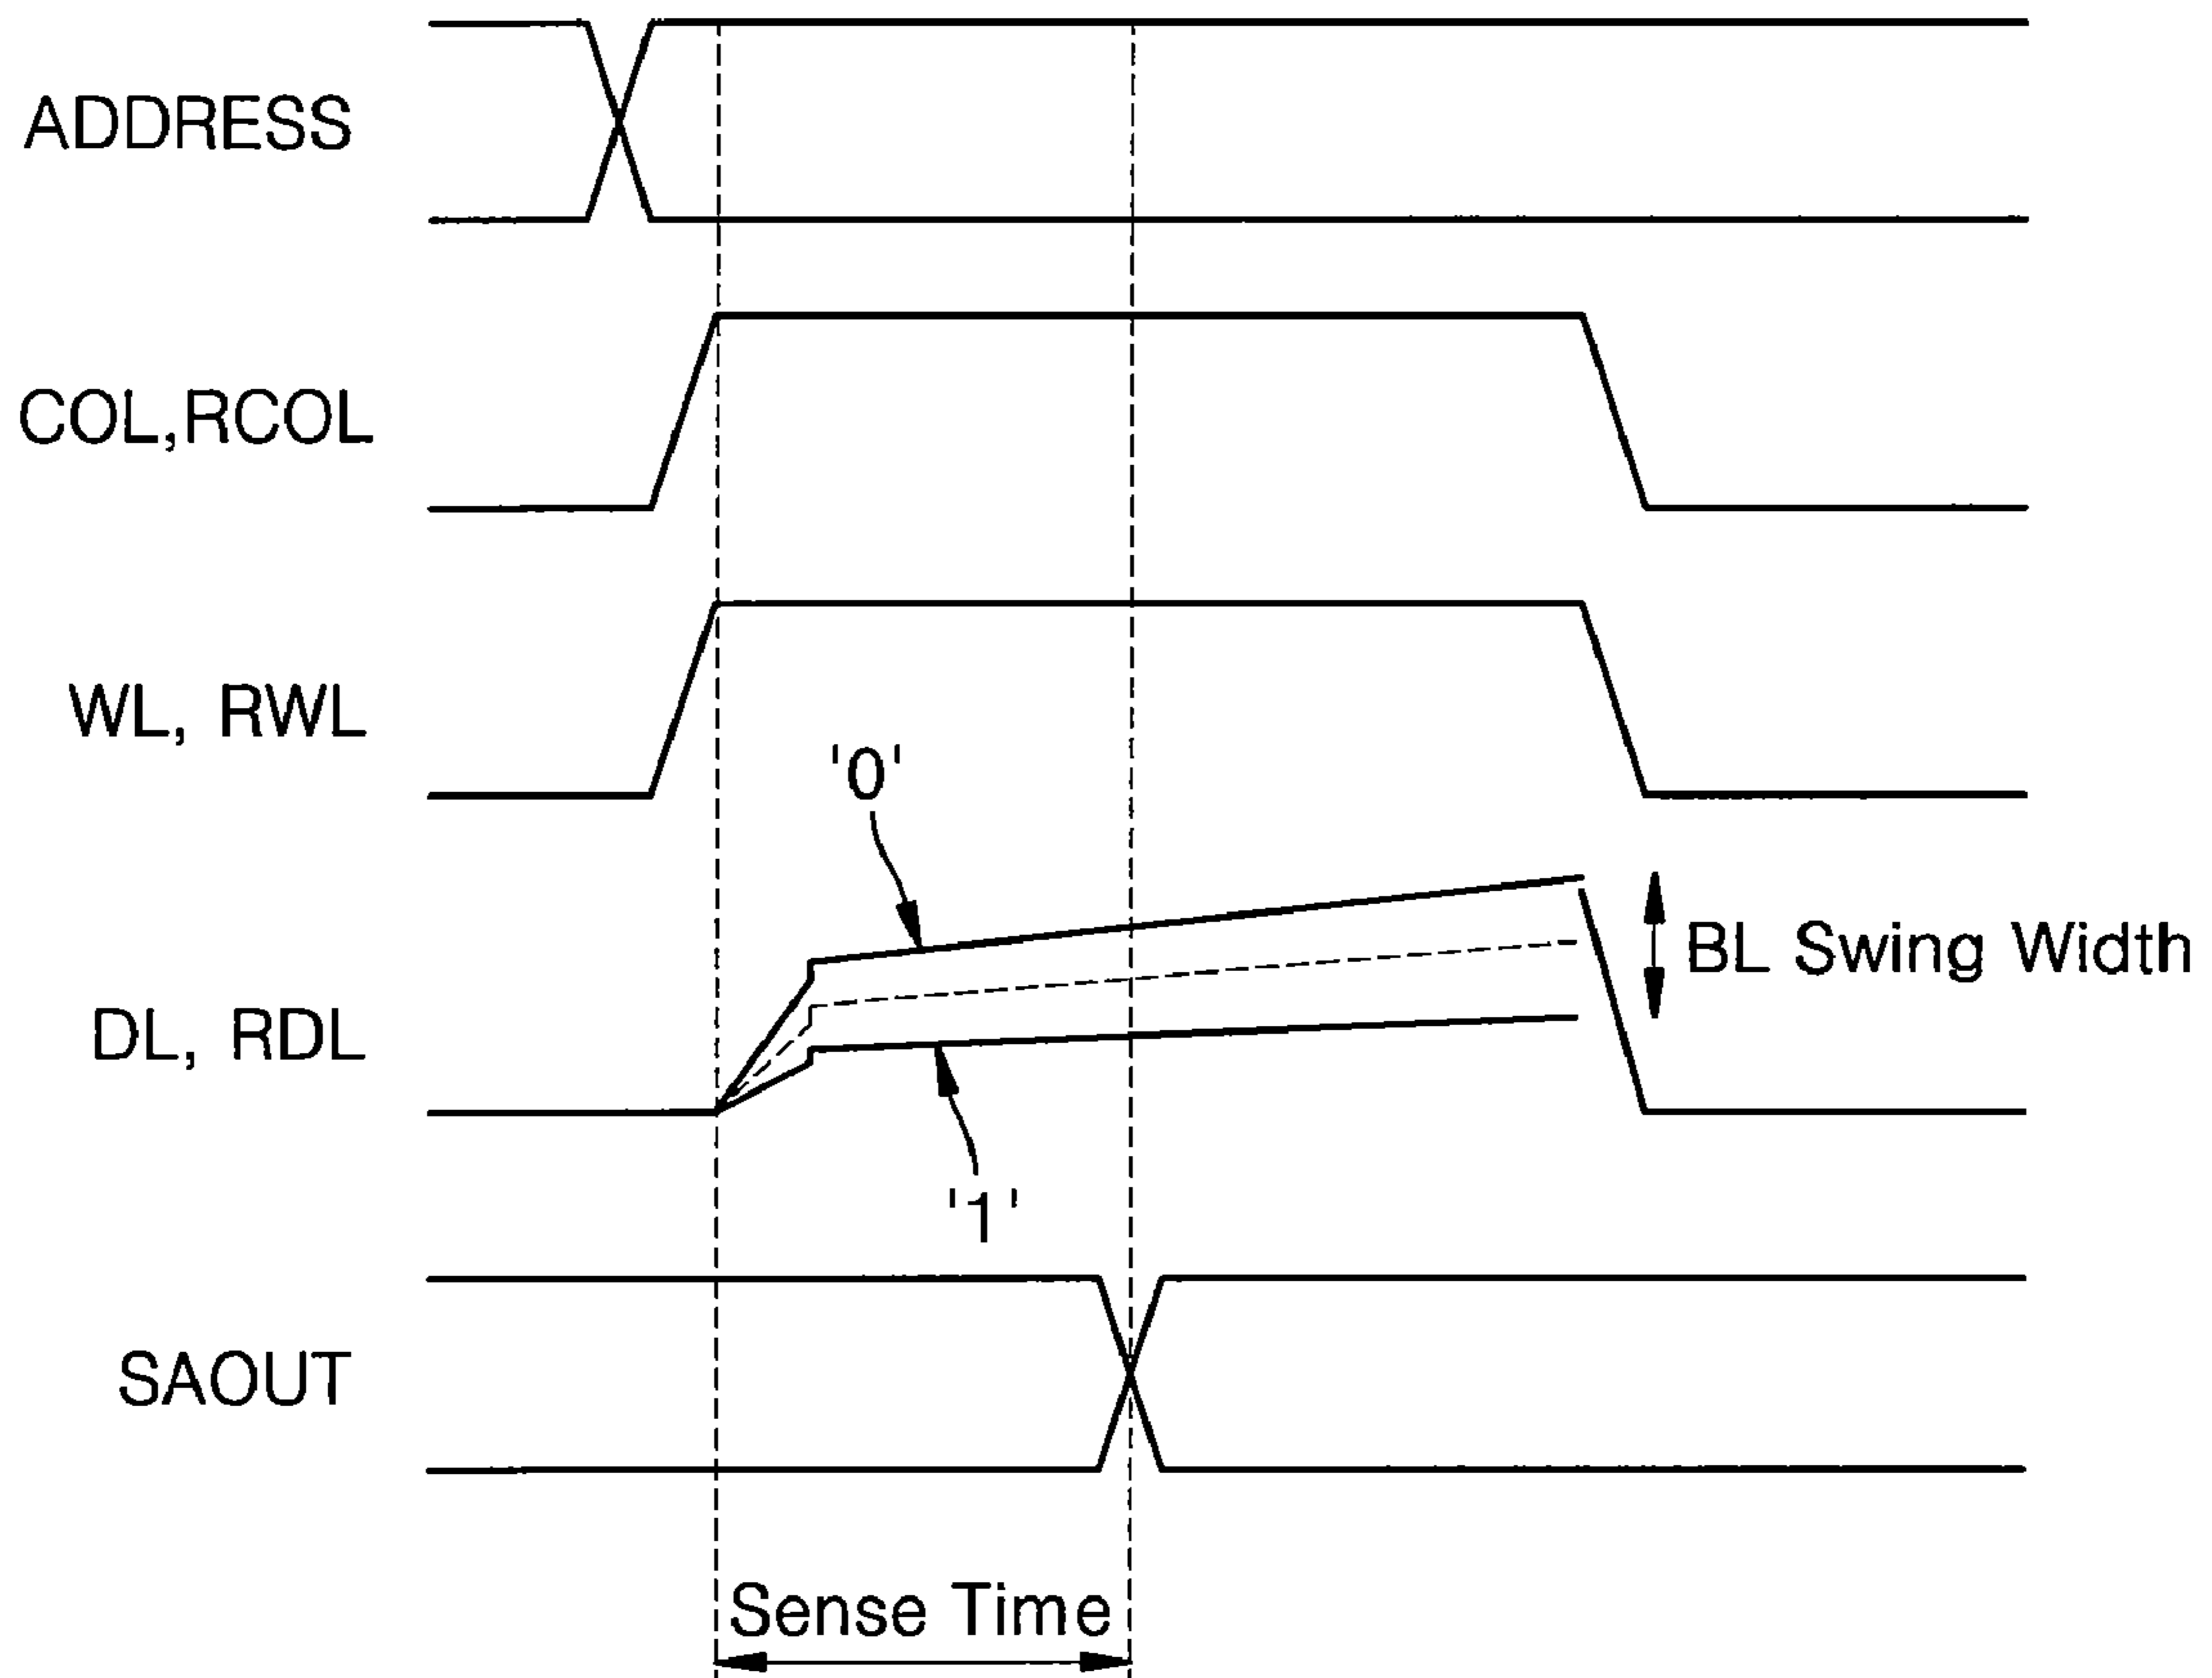 ADDRESS
COL,RCOL
WL, RWL
'0'
BL Swing Width
DL, RDL
'1'
SAOUT
Sense Time